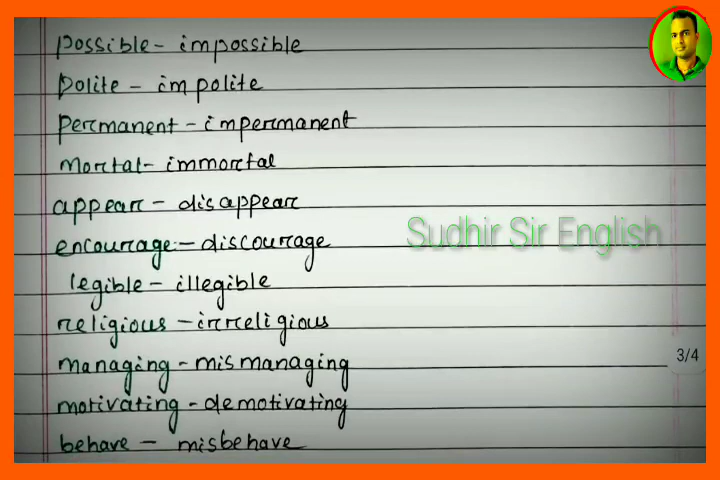 possible - impossible
polite - impolite
permanent - impermanent
mortal - immortal
appear - disappear
Sudhir Sir English
encourage - discourage
legible - illegible
religious - irreligious
managing - mismanaging
3/4
motivating - demotivating
behave - misbehave